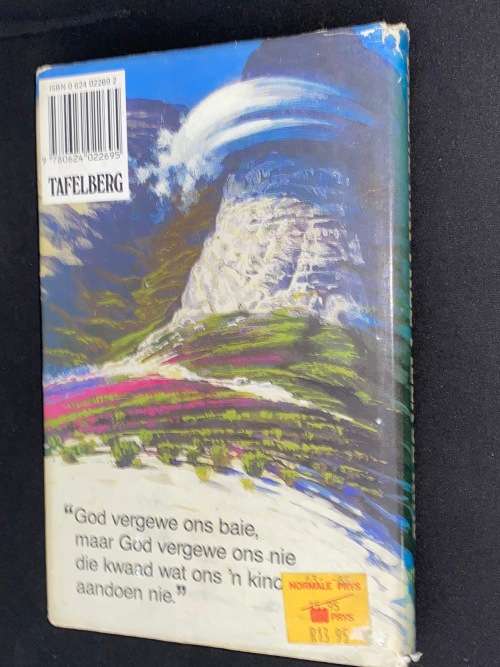 ISBN 0 624 02269 2
9 780624 022695
TAFELBERG
“God vergewe ons baie,
maar God vergewe ons nie
die kwaad wat ons 'n kind
aandoen nie.”
NORMALE PRYS
PRYS
R13.95